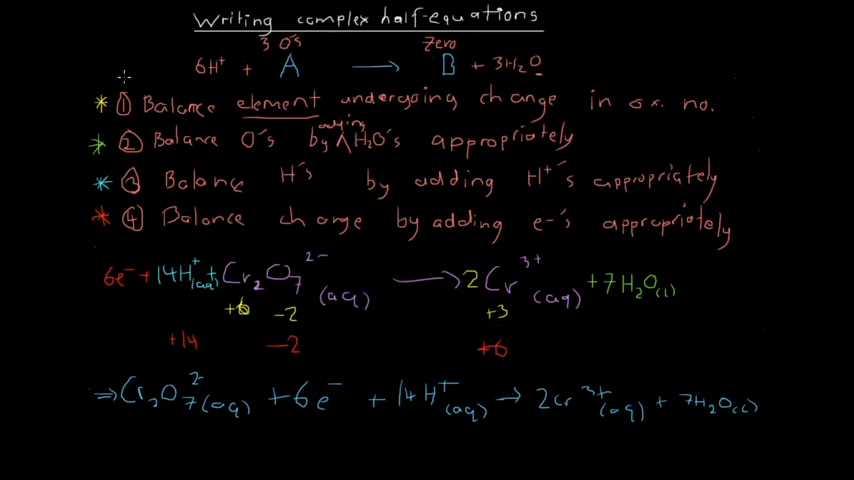 Writing complex half-equations
3 O's zero
6H⁺ + A ⟶ B + 3H₂O
* ① Balance element undergoing change in ox. no.
* ② Balance O's by adding H₂O's appropriately
* ③ Balance H's by adding H⁺'s appropriately
* ④ Balance change by adding e-'s appropriately
6e⁻ + 14H⁺(aq) + Cr₂O₇²⁻(aq) ⟶ 2Cr³⁺(aq) + 7H₂O(l)
+6 -2 +3
+14 -2 +6
⇒ Cr₂O₇²⁻(aq) + 6e⁻ + 14H⁺(aq) → 2Cr³⁺(aq) + 7H₂O(l)